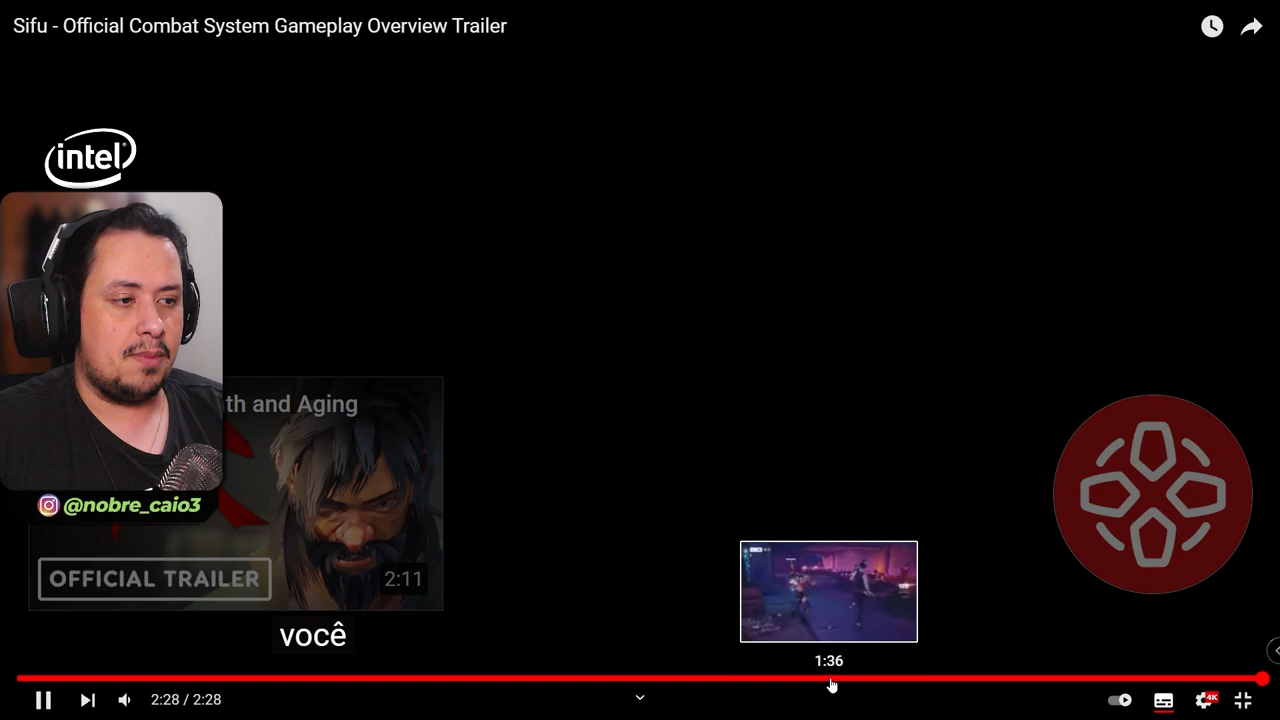 Sifu - Official Combat System Gameplay Overview Trailer
intel
th and Aging
@nobre_caio3
OFFICIAL TRAILER
2:11
você
1:36
2:28 / 2:28
4K